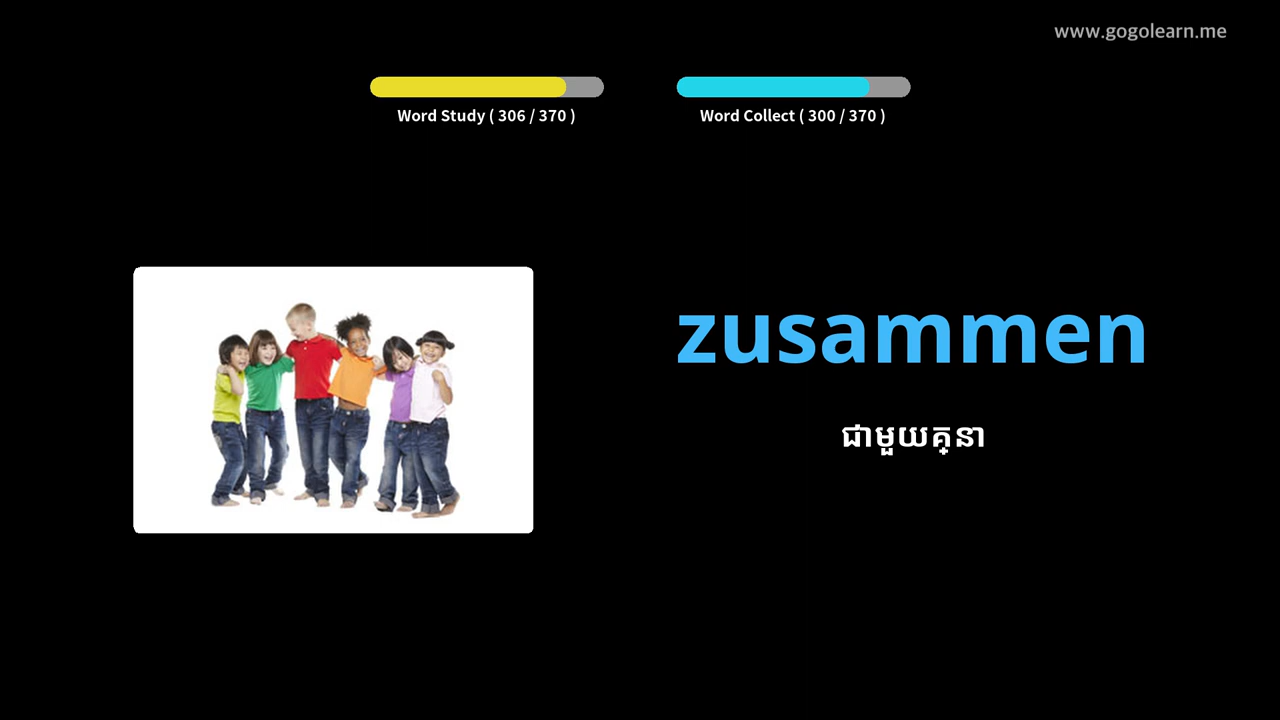 www.gogolearn.me
Word Study ( 306 / 370 )
Word Collect ( 300 / 370 )
zusammen
ជាមួយគ្នា